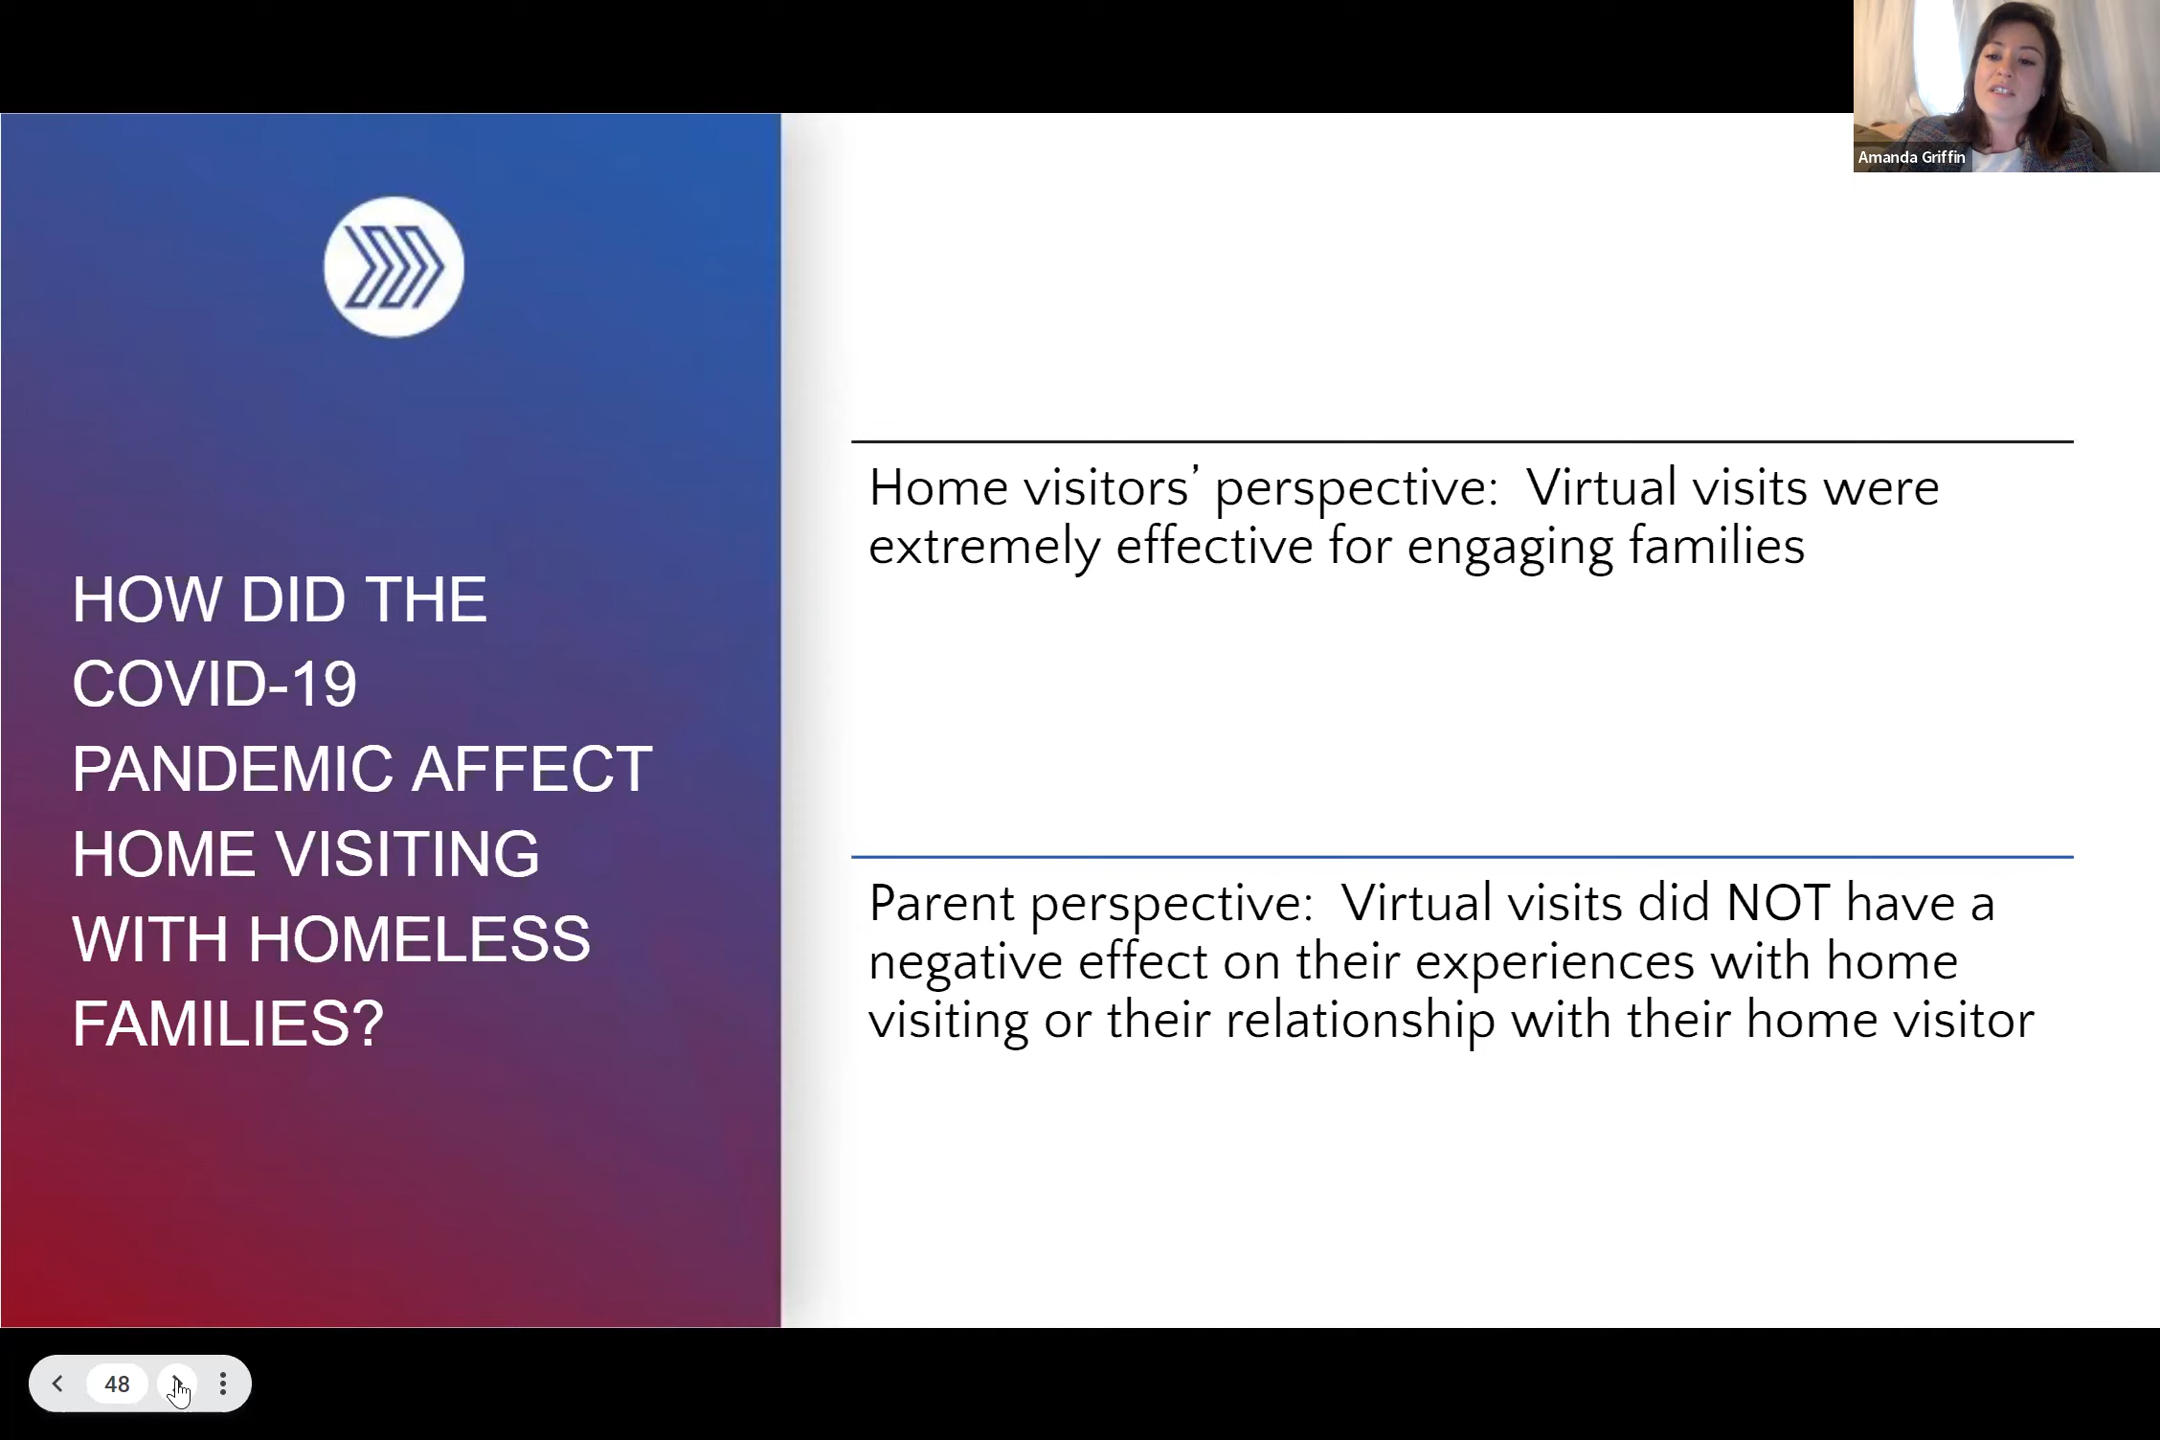 Amanda Griffin
HOW DID THE
COVID-19
PANDEMIC AFFECT
HOME VISITING
WITH HOMELESS
FAMILIES?
Home visitors’ perspective:  Virtual visits were
extremely effective for engaging families
Parent perspective:  Virtual visits did NOT have a
negative effect on their experiences with home
visiting or their relationship with their home visitor
48